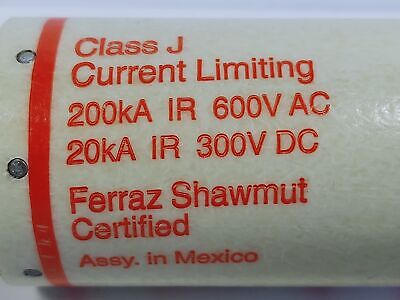 Class J
Current Limiting
200kA IR 600V AC
20kA IR 300V DC
Ferraz Shawmut
Certified
Assy. in Mexico